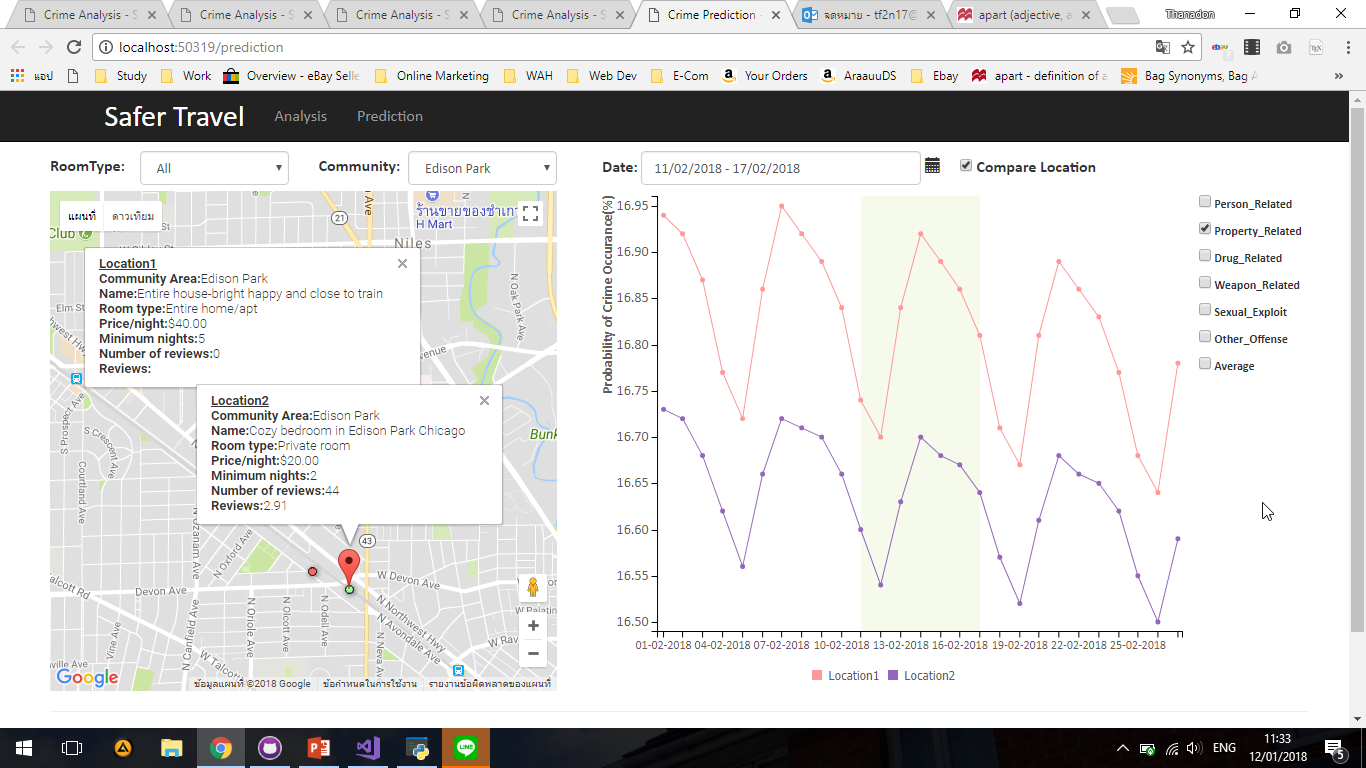 Crime Analysis - S
Crime Analysis - S
Crime Analysis - S
Crime Analysis - S
Crime Prediction -
จดหมาย - tf2n17@
apart (adjective, a
Thanadon
localhost:50319/prediction
แอป
Study
Work
Overview - eBay Selle
Online Marketing
WAH
Web Dev
E-Com
Your Orders
AraauuDS
Ebay
apart - definition of a
Bag Synonyms, Bag A
»
Safer Travel
Analysis
Prediction
RoomType:
All
Community:
Edison Park
Date:
11/02/2018 - 17/02/2018
Compare Location
แผนที่
ดาวเทียม
Club
21
Ave
ร้านขายของชำเกา
H Mart
Niles
N Oak Park Ave
Elm St
venue
S Prospect Ave
S Crescent Ave
Courtland Ave
Bunk
Location1
Community Area:Edison Park
Name:Entire house-bright happy and close to train
Room type:Entire home/apt
Price/night:$40.00
Minimum nights:5
Number of reviews:0
Reviews:
Location2
Community Area:Edison Park
Name:Cozy bedroom in Edison Park Chicago
Room type:Private room
Price/night:$20.00
Minimum nights:2
Number of reviews:44
Reviews:2.91
43
N Ozanam Ave
N Oxford Ave
W Devon Ave
Devon Ave
Talcott Rd
N Canfield Ave
N Oriole Ave
N Olcott Ave
N Odell Ave
N Northwest Hwy
N Avondale Ave
N Neva Ave
W Palatin
Vine Ave
W Talcott
ville Ave
Google
ข้อมูลแผนที่ ©2018 Google
ข้อกำหนดในการใช้งาน
รายงานข้อผิดพลาดของแผนที่
Probability of Crime Occurance(%)
16.95
16.90
16.85
16.80
16.75
16.70
16.65
16.60
16.55
16.50
01-02-2018 04-02-2018 07-02-2018 10-02-2018 13-02-2018 16-02-2018 19-02-2018 22-02-2018 25-02-2018
Location1
Location2
Person_Related
Property_Related
Drug_Related
Weapon_Related
Sexual_Exploit
Other_Offense
Average
LINE
ENG
11:33
12/01/2018
5